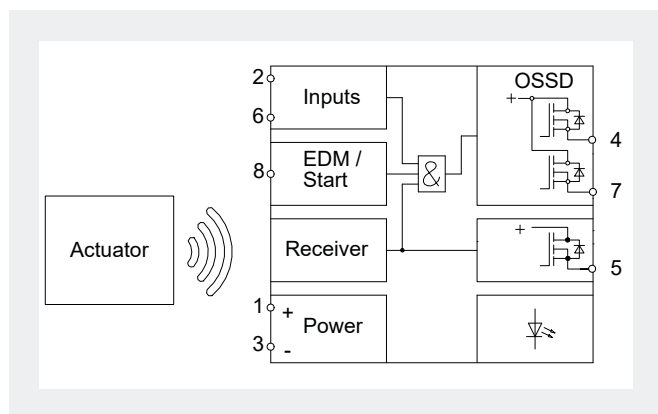 2
6
Inputs
OSSD
+
4
7
8
EDM /
Start
&
Actuator
Receiver
+
5
1
+
Power
3
-